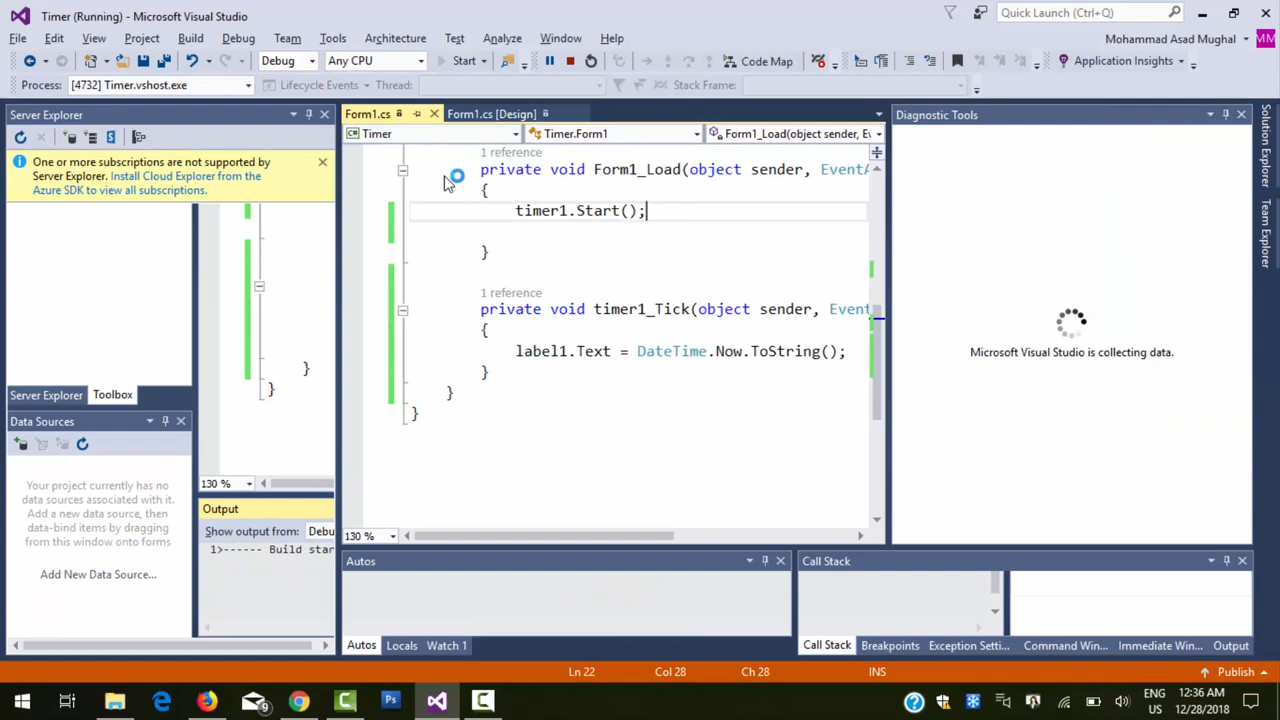 Timer (Running) - Microsoft Visual Studio
Quick Launch (Ctrl+Q)
File Edit View Project Build Debug Team Tools Architecture Test Analyze Window Help
Mohammad Asad Mughal MM
Debug Any CPU Start Code Map Application Insights
Process: [4732] Timer.vshost.exe Lifecycle Events Thread: Stack Frame:
Server Explorer
One or more subscriptions are not supported by
Server Explorer. Install Cloud Explorer from the
Azure SDK to view all subscriptions.
}
}
Server Explorer Toolbox
Data Sources
Your project currently has no
data sources associated with it.
Add a new data source, then
data-bind items by dragging
from this window onto forms
Add New Data Source...
130 %
Output
Show output from: Debu
1>------ Build star
Form1.cs Form1.cs [Design]
Timer Timer.Form1 Form1_Load(object sender, Ev
1 reference
private void Form1_Load(object sender, EventA
{
timer1.Start();
}
1 reference
private void timer1_Tick(object sender, Event
{
label1.Text = DateTime.Now.ToString();
}
}
}
130 %
Diagnostic Tools
Microsoft Visual Studio is collecting data.
Solution Explorer
Team Explorer
Autos
Autos Locals Watch 1
Call Stack
Call Stack Breakpoints Exception Setti... Command Win... Immediate Win... Output
Ln 22 Col 28 Ch 28 INS Publish
9
Ps
ENG
US
12:36 AM
12/28/2018